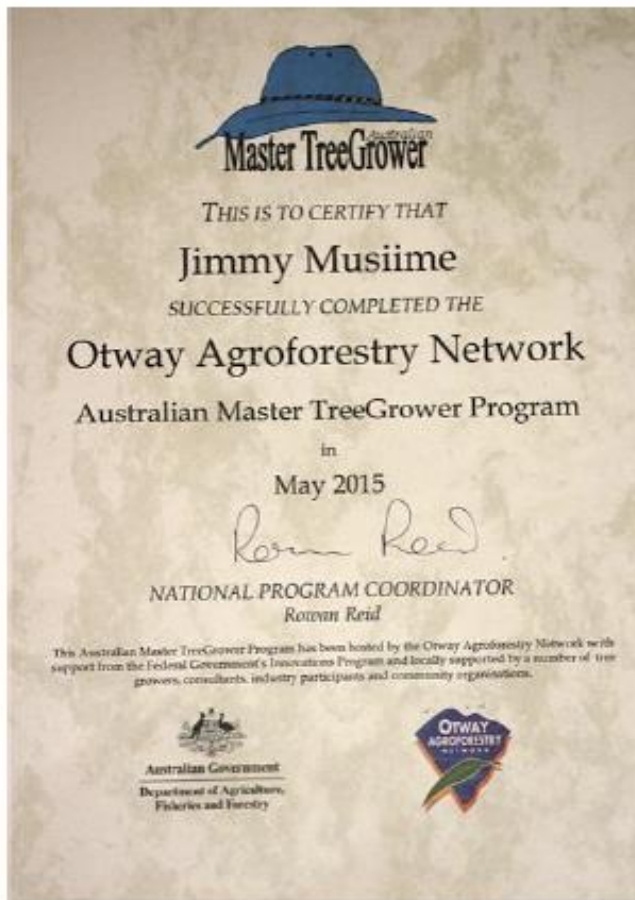 Australian
Master TreeGrower
THIS IS TO CERTIFY THAT
Jimmy Musiime
SUCCESSFULLY COMPLETED THE
Otway Agroforestry Network
Australian Master TreeGrower Program
in
May 2015
Rowan Reid
NATIONAL PROGRAM COORDINATOR
Rowan Reid
This Australian Master TreeGrower Program has been hosted by the Otway Agroforestry Network with
support from the Federal Government's Innovations Program and locally supported by a number of tree
growers, consultants, industry participants and community organisations.
Australian Government
Department of Agriculture,
Fisheries and Forestry
OTWAY
AGROFORESTRY
NETWORK